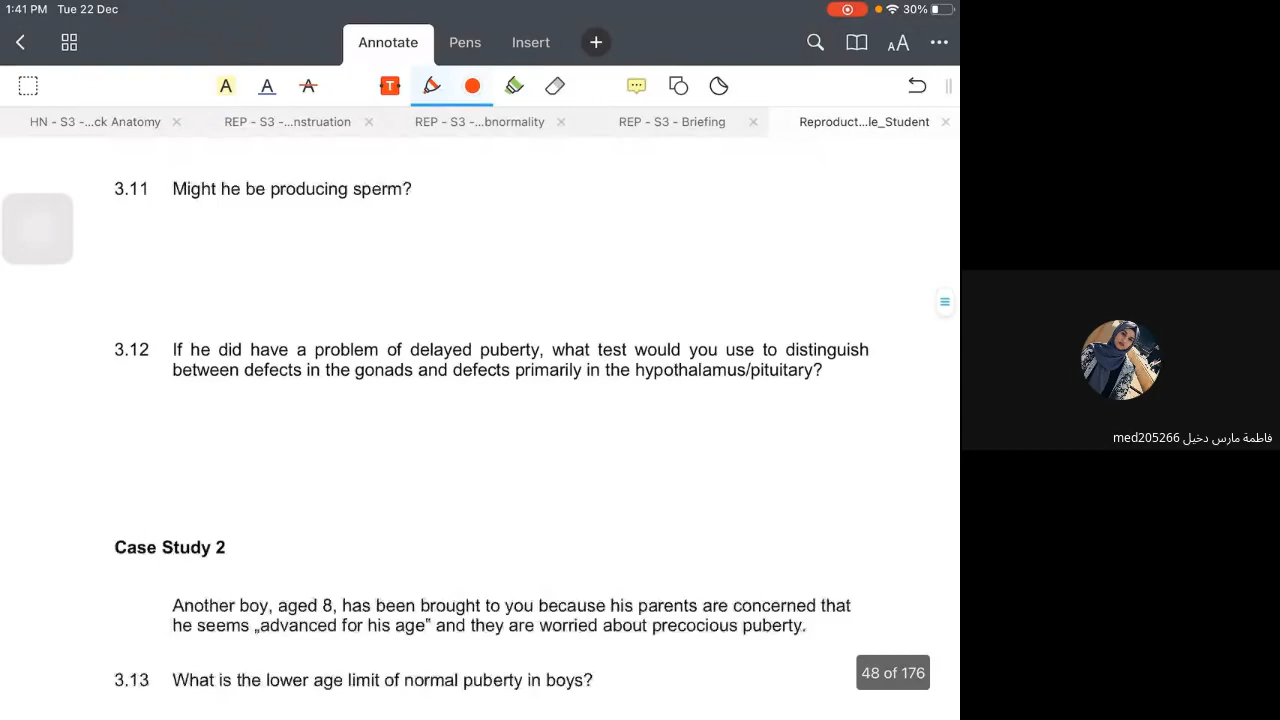 1:41 PM Tue 22 Dec
30%
Annotate Pens Insert
AA
A A A T
HN - S3 -...ck Anatomy
REP - S3 -...nstruation
REP - S3 -...bnormality
REP - S3 - Briefing
Reproduct...le_Student
3.11 Might he be producing sperm?
3.12 If he did have a problem of delayed puberty, what test would you use to distinguish
between defects in the gonads and defects primarily in the hypothalamus/pituitary?
Case Study 2
Another boy, aged 8, has been brought to you because his parents are concerned that
he seems „advanced for his age‟ and they are worried about precocious puberty.
3.13 What is the lower age limit of normal puberty in boys?
48 of 176
فاطمة مارس دخيل med205266